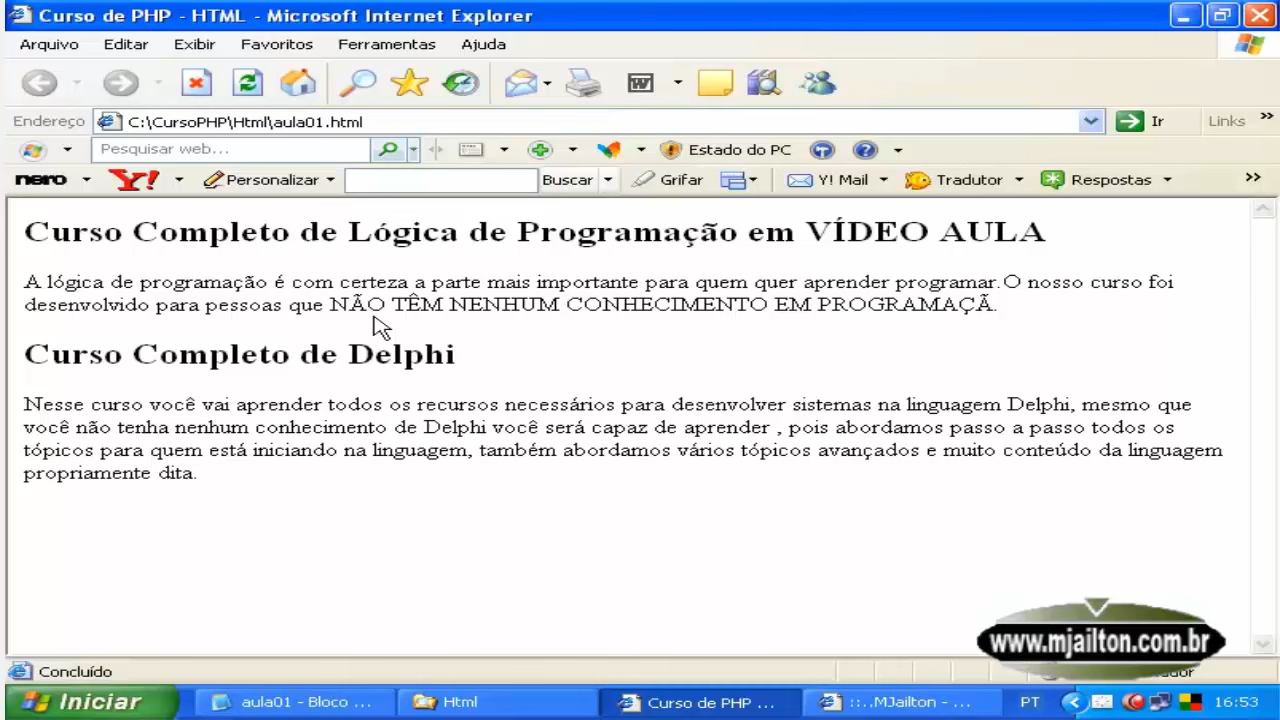 Curso de PHP - HTML - Microsoft Internet Explorer
Arquivo Editar Exibir Favoritos Ferramentas Ajuda
Endereço C:\CursoPHP\Html\aula01.html Ir Links »
Pesquisar web... Estado do PC
nero Y! Personalizar Buscar Grifar Y! Mail Tradutor Respostas »
Curso Completo de Lógica de Programação em VÍDEO AULA
A lógica de programação é com certeza a parte mais importante para quem quer aprender programar.O nosso curso foi
desenvolvido para pessoas que NÃO TÊM NENHUM CONHECIMENTO EM PROGRAMAÇÃ.
Curso Completo de Delphi
Nesse curso você vai aprender todos os recursos necessários para desenvolver sistemas na linguagem Delphi, mesmo que
você não tenha nenhum conhecimento de Delphi você será capaz de aprender , pois abordamos passo a passo todos os
tópicos para quem está iniciando na linguagem, também abordamos vários tópicos avançados e muito conteúdo da linguagem
propriamente dita.
www.mjailton.com.br
Concluído
Iniciar aula01 - Bloco ... Html Curso de PHP ... ::..MJailton - ... PT 16:53